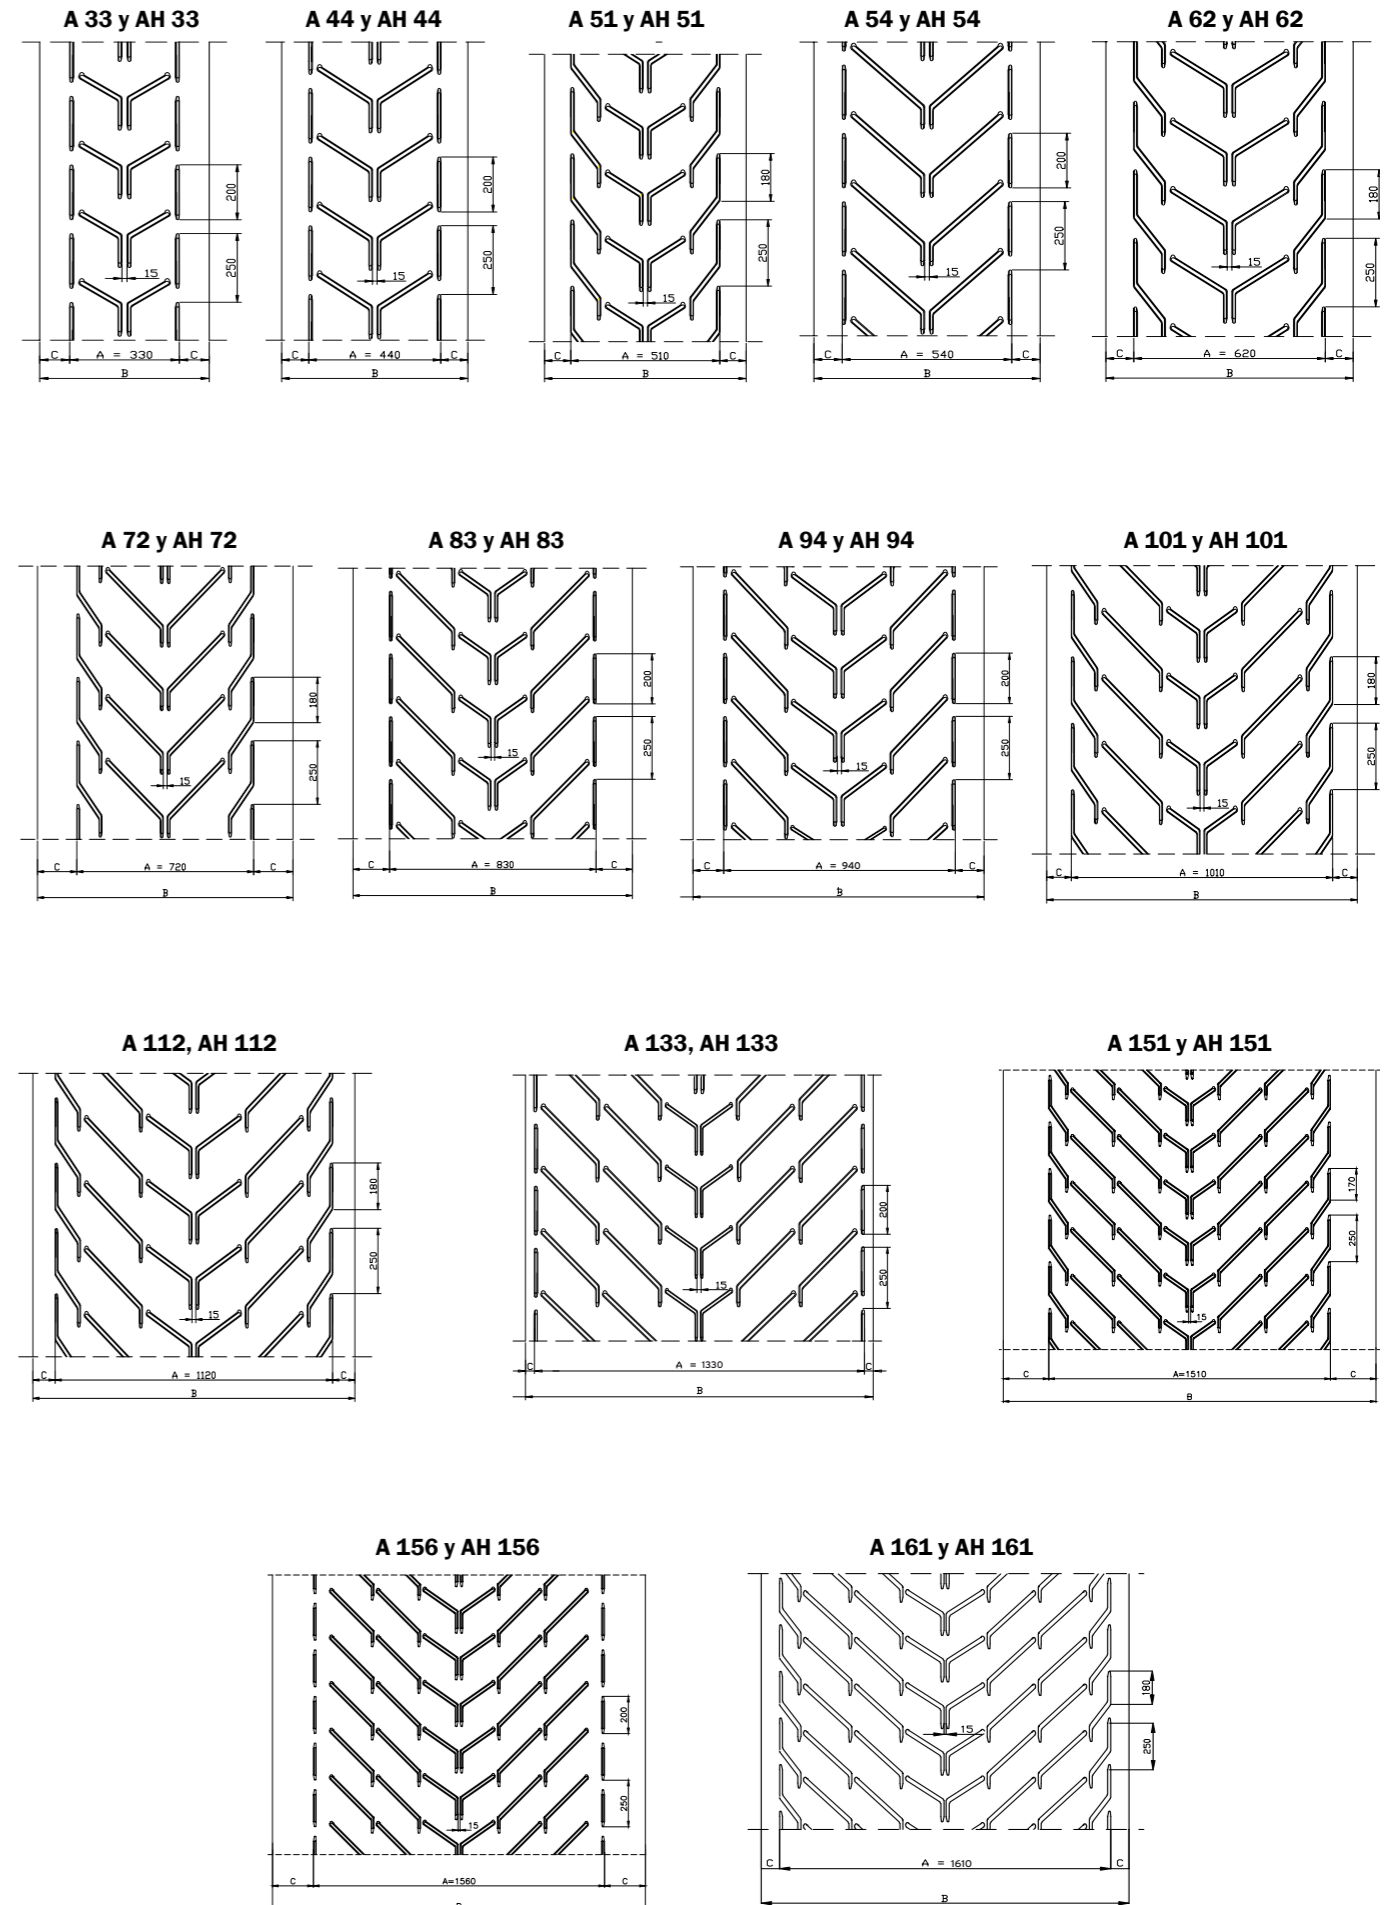 A 33 y AH 33
A 44 y AH 44
A 51 y AH 51
A 54 y AH 54
A 62 y AH 62
200
250
15
C
A = 330
C
B
200
250
15
C
A = 440
C
B
180
250
15
C
A = 510
C
B
200
250
15
C
A = 540
C
B
180
250
15
C
A = 620
C
B
A 72 y AH 72
A 83 y AH 83
A 94 y AH 94
A 101 y AH 101
180
250
15
C
A = 720
C
B
200
250
15
C
A = 830
C
B
200
250
15
C
A = 940
C
B
180
250
15
C
A = 1010
C
B
A 112, AH 112
A 133, AH 133
A 151 y AH 151
180
250
15
C
A = 1120
C
B
200
250
15
C
A = 1330
C
B
170
250
15
C
A=1510
C
B
A 156 y AH 156
A 161 y AH 161
200
250
15
C
A=1560
C
180
250
15
C
A = 1610
C
B